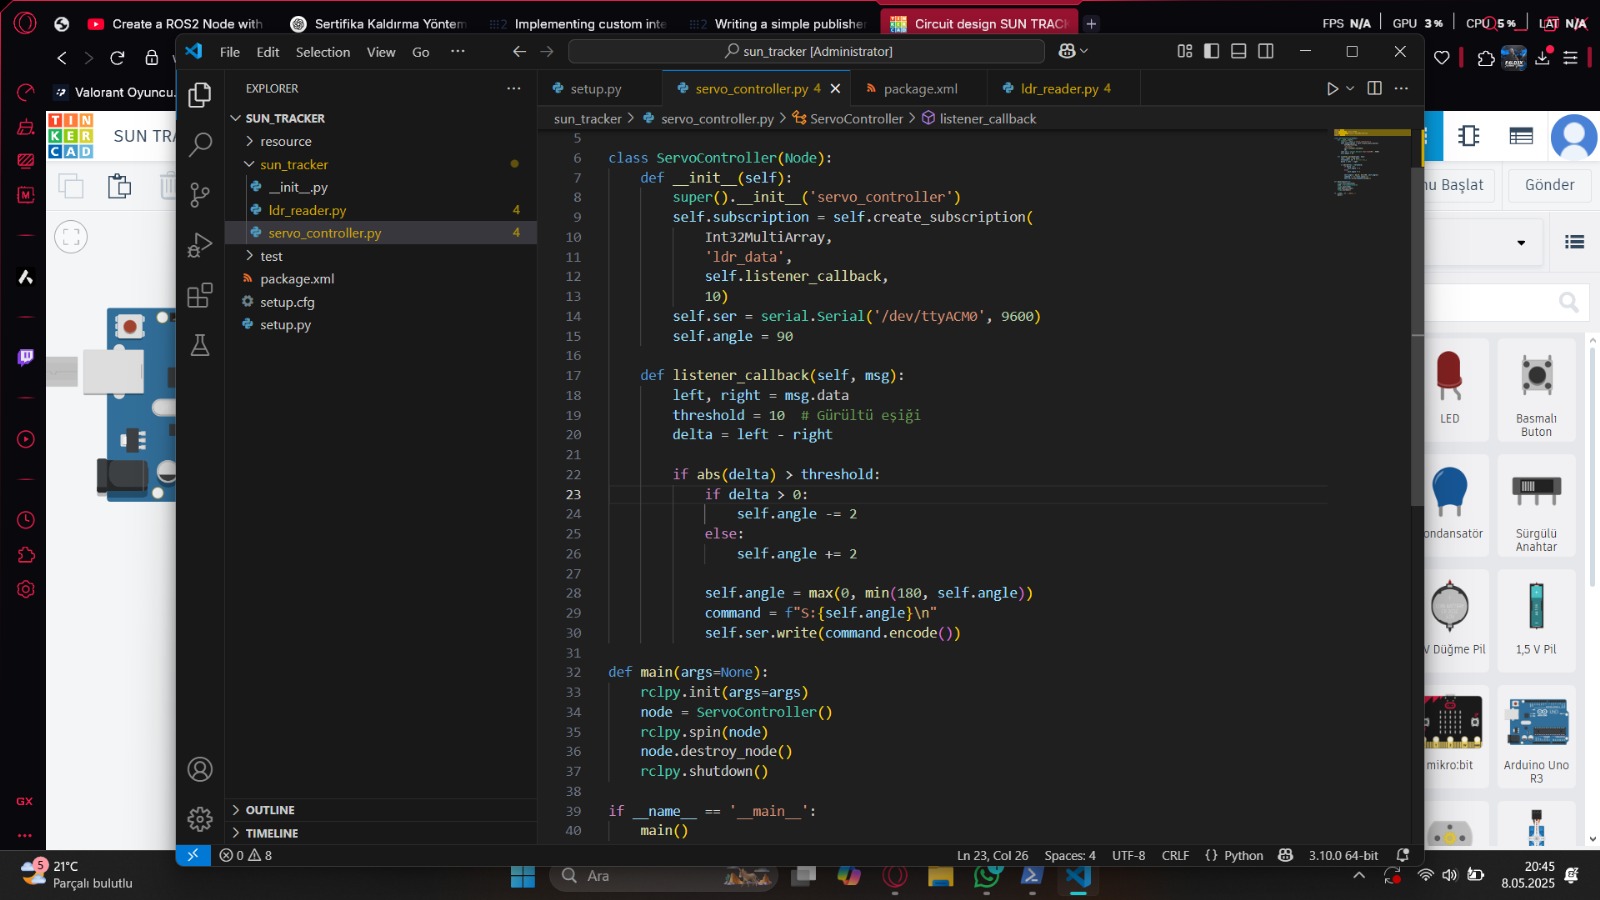 Create a ROS2 Node with
Sertifika Kaldırma Yöntem
Implementing custom inte
Writing a simple publisher
Circuit design SUN TRACK
FPS N/A
GPU 3 %
CPU 5 %
LAT N/A
Valorant Oyuncu
File Edit Selection View Go
sun_tracker [Administrator]
TIN
KER
CAD
SUN TRA
EXPLORER
SUN_TRACKER
resource
sun_tracker
__init__.py
ldr_reader.py 4
servo_controller.py 4
test
package.xml
setup.cfg
setup.py
OUTLINE
TIMELINE
setup.py
servo_controller.py 4
package.xml
ldr_reader.py 4
sun_tracker > servo_controller.py > ServoController > listener_callback
5
6 class ServoController(Node):
7 def __init__(self):
8 super().__init__('servo_controller')
9 self.subscription = self.create_subscription(
10 Int32MultiArray,
11 'ldr_data',
12 self.listener_callback,
13 10)
14 self.ser = serial.Serial('/dev/ttyACM0', 9600)
15 self.angle = 90
16
17 def listener_callback(self, msg):
18 left, right = msg.data
19 threshold = 10 # Gürültü eşiği
20 delta = left - right
21
22 if abs(delta) > threshold:
23 if delta > 0:
24 self.angle -= 2
25 else:
26 self.angle += 2
27
28 self.angle = max(0, min(180, self.angle))
29 command = f"S:{self.angle}\n"
30 self.ser.write(command.encode())
31
32 def main(args=None):
33 rclpy.init(args=args)
34 node = ServoController()
35 rclpy.spin(node)
36 node.destroy_node()
37 rclpy.shutdown()
38
39 if __name__ == '__main__':
40 main()
Başlat
Gönder
LED
Basmalı
Buton
ondansatör
Sürgülü
Anahtar
V Düğme Pil
1,5 V Pil
mikro:bit
Arduino Uno
R3
GX
0 8
Ln 23, Col 26
Spaces: 4
UTF-8
CRLF
{} Python
3.10.0 64-bit
5
21°C
Parçalı bulutlu
Ara
20:45
8.05.2025